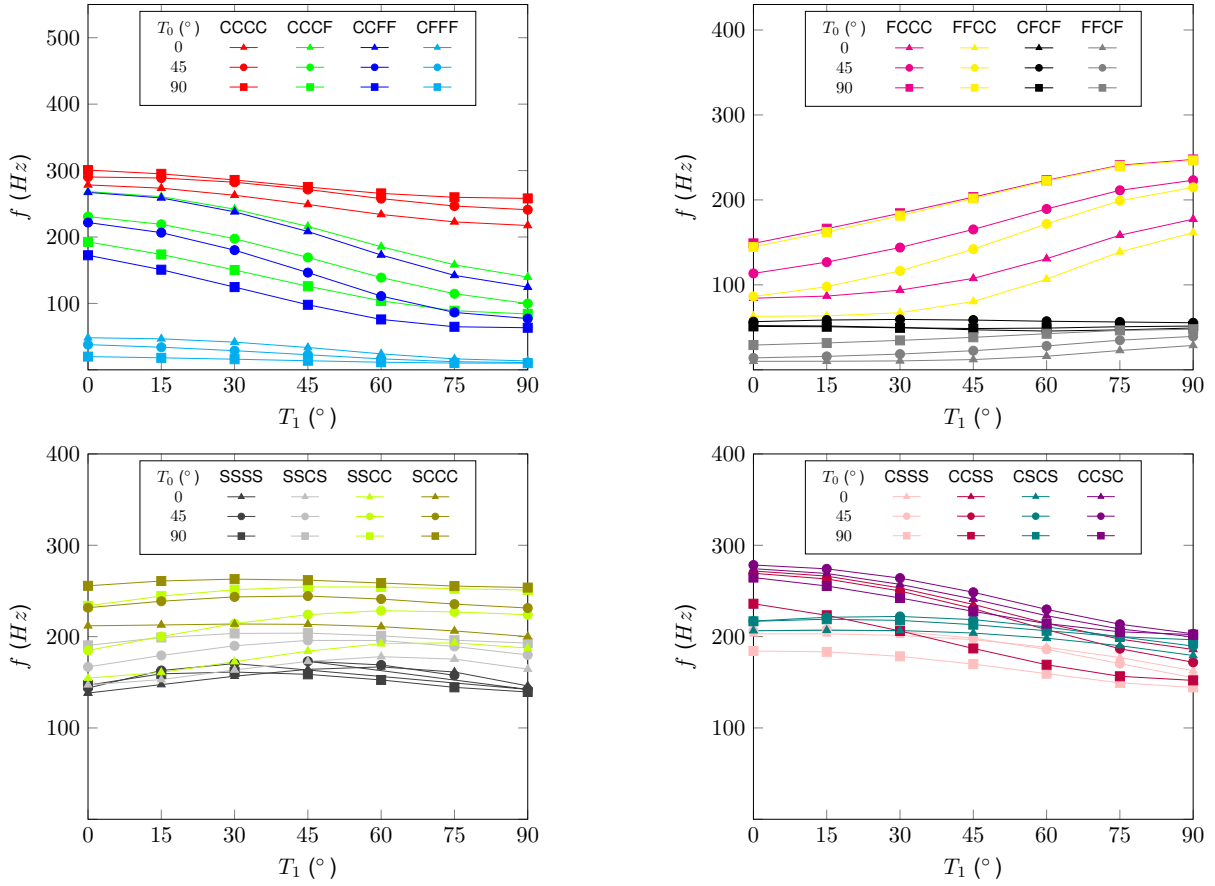 T₀ (°) CCCC CCCF CCFF CFFF
0
45
90
500
400
300
200
100
f (Hz)
0 15 30 45 60 75 90
T₁ (°)
T₀ (°) FCCC FFCC CFCF FFCF
0
45
90
400
300
200
100
f (Hz)
0 15 30 45 60 75 90
T₁ (°)
T₀ (°) SSSS SSCS SSCC SCCC
0
45
90
400
300
200
100
f (Hz)
0 15 30 45 60 75 90
T₁ (°)
T₀ (°) CSSS CCSS CSCS CCSC
0
45
90
400
300
200
100
f (Hz)
0 15 30 45 60 75 90
T₁ (°)